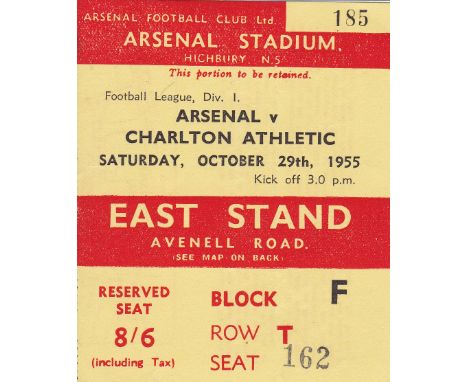 ARSENAL FOOTBALL CLUB Ltd. 185
ARSENAL STADIUM.
HIGHBURY N.5
This portion to be retained.
Football League, Div. I.
ARSENAL v
CHARLTON ATHLETIC
SATURDAY, OCTOBER 29th, 1955
Kick off 3.0 p.m.
EAST STAND
AVENELL ROAD.
(SEE MAP ON BACK)
RESERVED SEAT
8/6
(including Tax)
BLOCK F
ROW T
SEAT 162